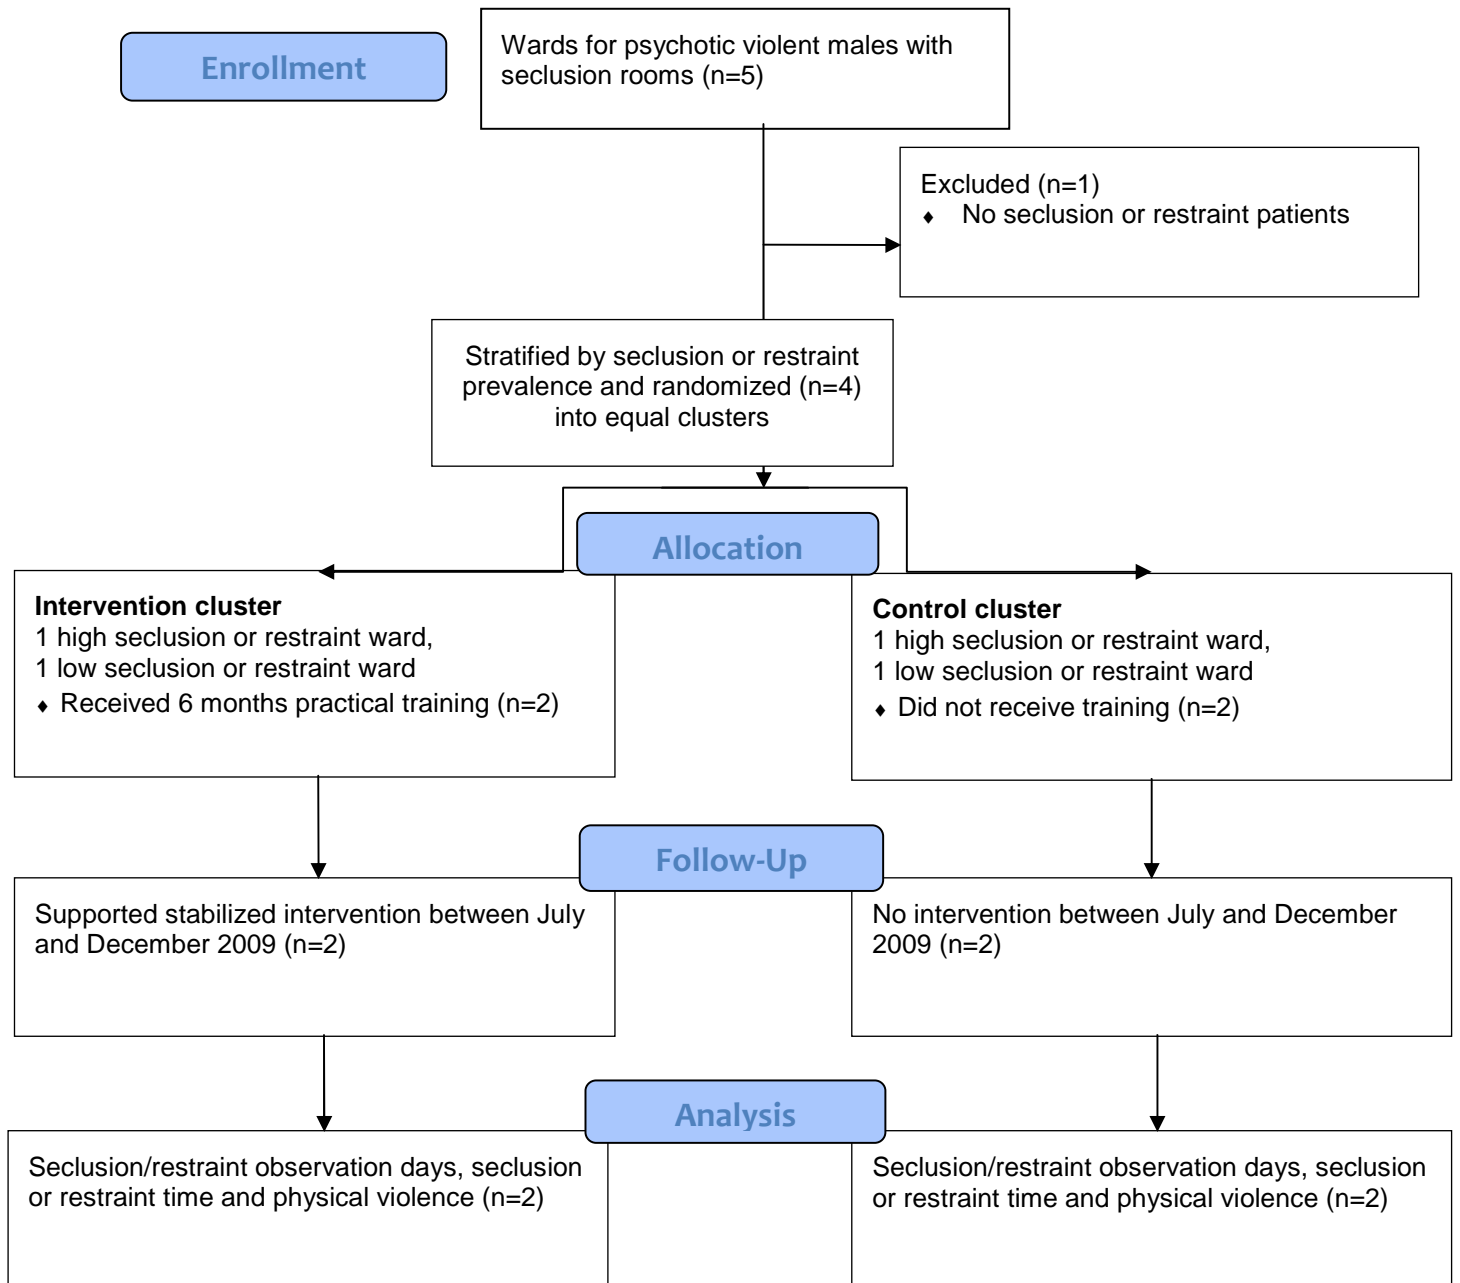 Enrollment
Wards for psychotic violent males with
seclusion rooms (n=5)
Excluded (n=1)
♦ No seclusion or restraint patients
Stratified by seclusion or restraint
prevalence and randomized (n=4)
into equal clusters
Allocation
Intervention cluster
1 high seclusion or restraint ward,
1 low seclusion or restraint ward
♦ Received 6 months practical training (n=2)
Control cluster
1 high seclusion or restraint ward,
1 low seclusion or restraint ward
♦ Did not receive training (n=2)
Follow-Up
Supported stabilized intervention between July
and December 2009 (n=2)
No intervention between July and December
2009 (n=2)
Analysis
Seclusion/restraint observation days, seclusion
or restraint time and physical violence (n=2)
Seclusion/restraint observation days, seclusion
or restraint time and physical violence (n=2)